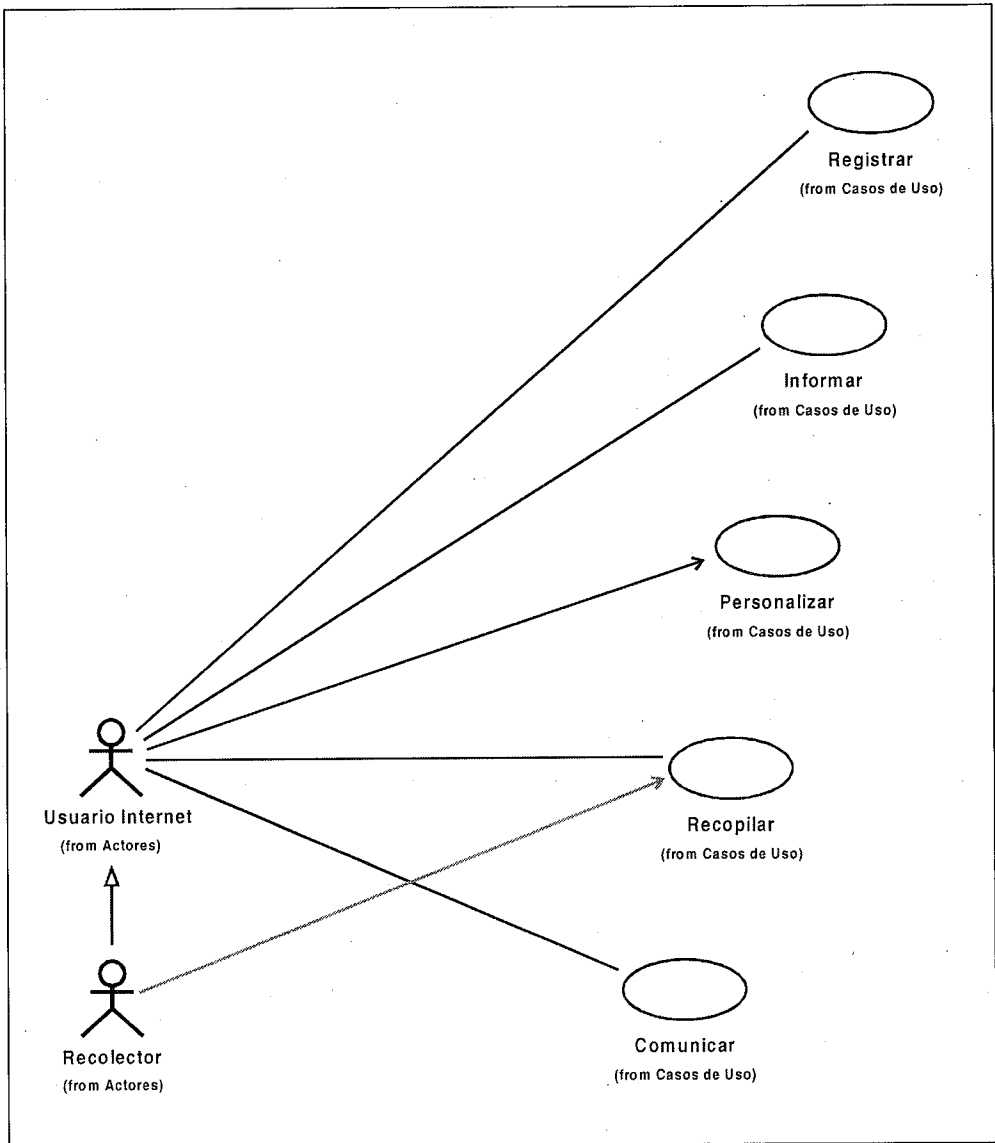 Registrar
(from Casos de Uso)
Informar
(from Casos de Uso)
Personalizar
(from Casos de Uso)
Usuario Internet
(from Actores)
Recopilar
(from Casos de Uso)
Recolector
(from Actores)
Comunicar
(from Casos de Uso)